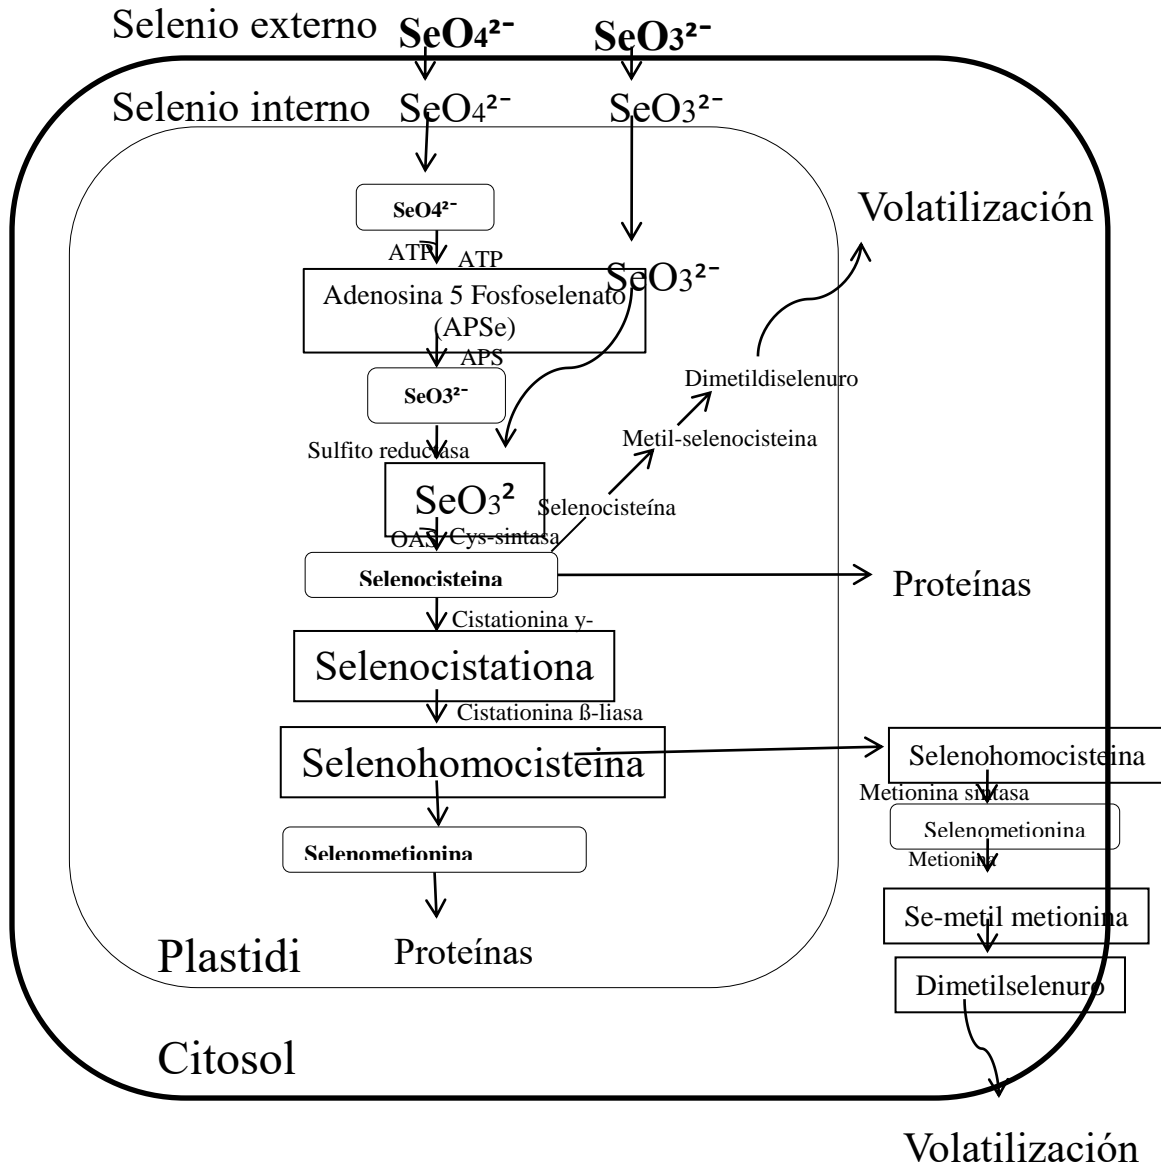 Selenio externo SeO₄²⁻ SeO₃²⁻
Selenio interno SeO₄²⁻ SeO₃²⁻
SeO4²⁻
Volatilización
ATP ATP
SeO₃²⁻
Adenosina 5 Fosfoselenato
(APSe)
APS
SeO3²⁻
Dimetildiselenuro
Metil-selenocisteina
Sulfito reductasa
SeO₃²
Selenocisteína
OAS Cys-sintasa
Selenocisteina
Proteínas
Cistationina y-
Selenocistationa
Cistationina ß-liasa
Selenohomocisteina
Selenohomocisteina
Metionina sintasa
Selenometionina
Selenometionina
Metionina
Se-metil metionina
Proteínas
Plastidi
Dimetilselenuro
Citosol
Volatilización